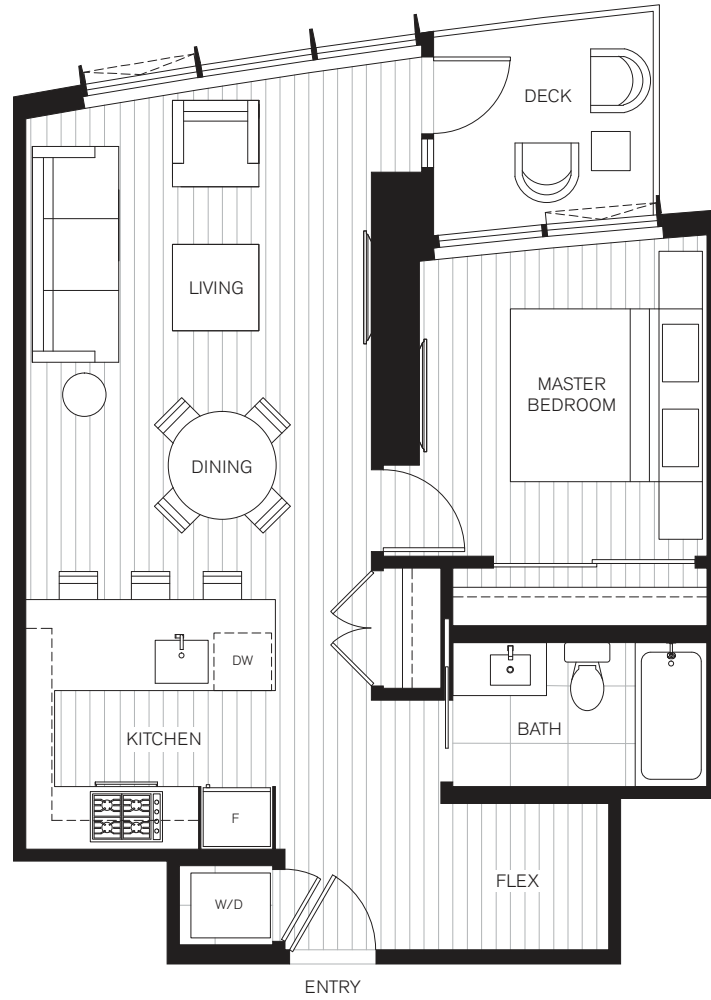 DECK
LIVING
MASTER
BEDROOM
DINING
DW
KITCHEN
BATH
F
FLEX
W/D
ENTRY